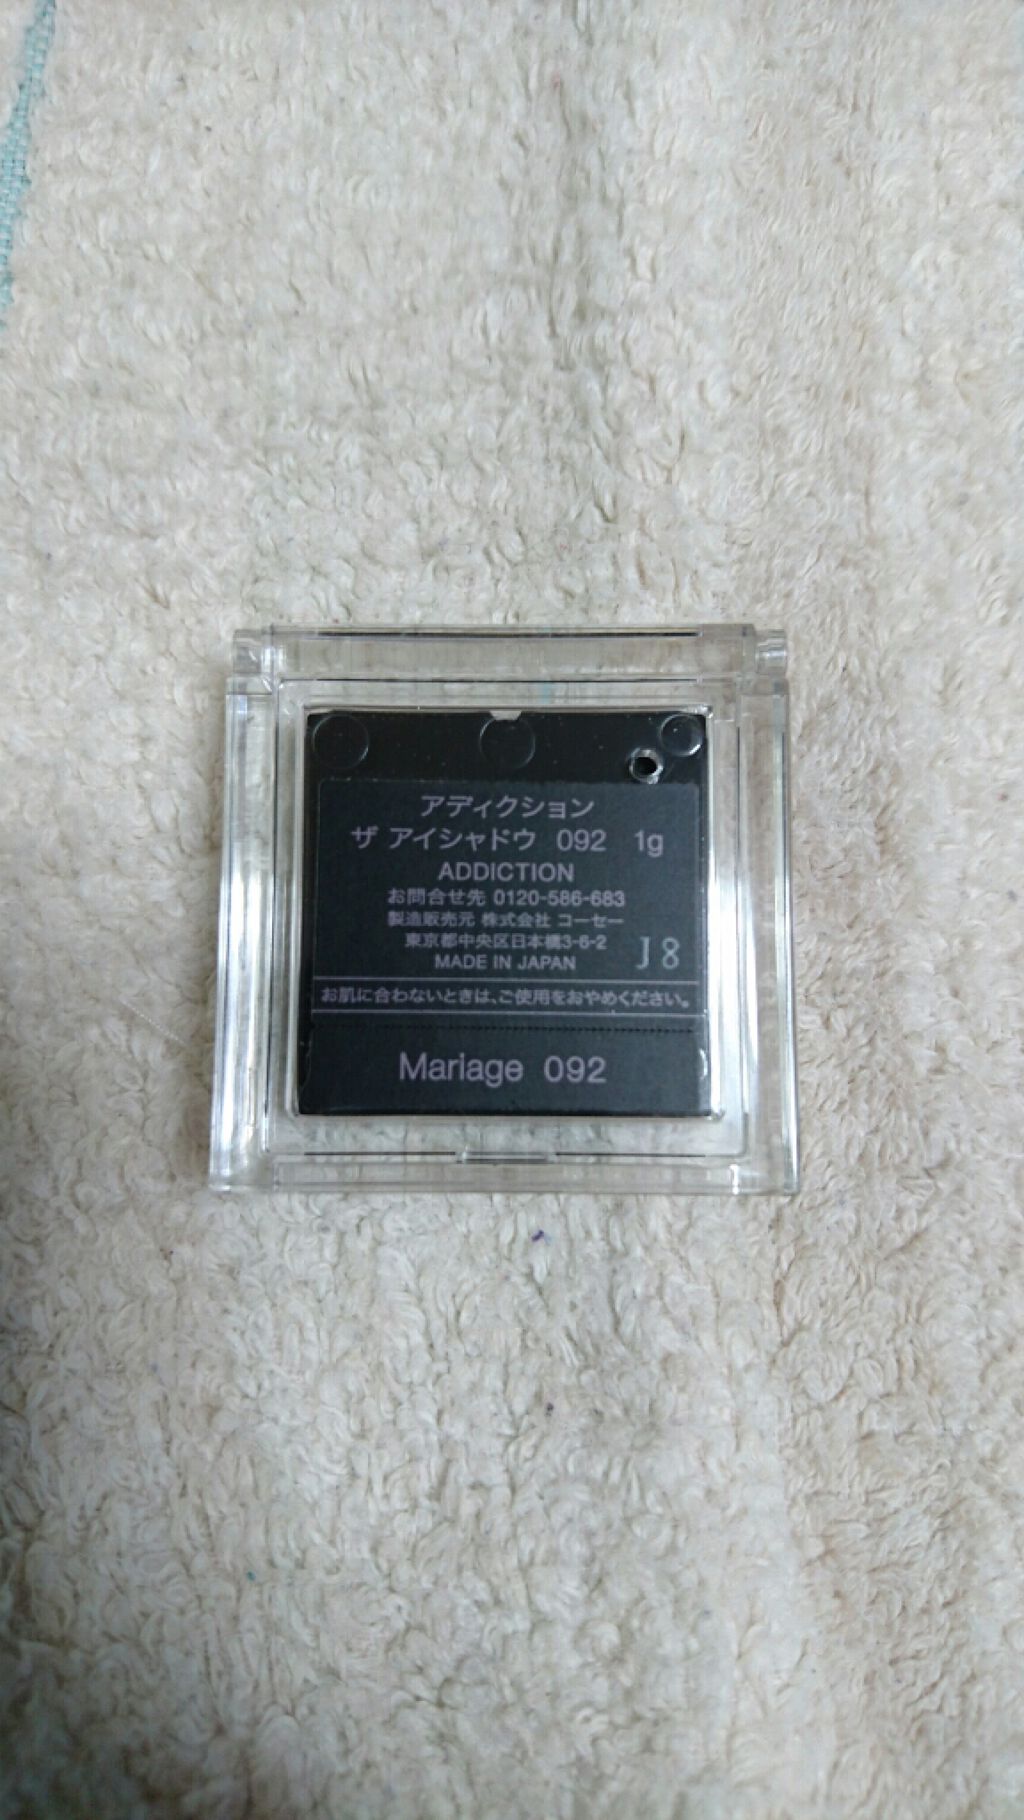 アディクション
ザ アイシャドウ 092 1g
ADDICTION
お問合せ先 0120-586-683
製造販売元 株式会社 コーセー
東京都中央区日本橋3-6-2
MADE IN JAPAN J8
お肌に合わないときは、ご使用をおやめください。
Mariage 092